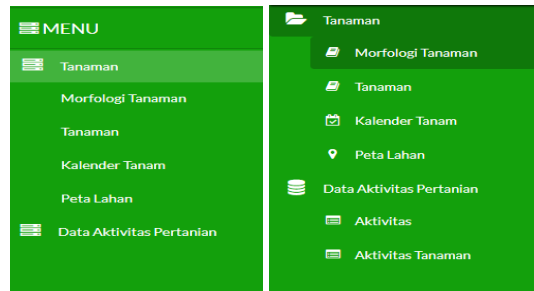 MENU
Tanaman
Morfologi Tanaman
Tanaman
Kalender Tanam
Peta Lahan
Data Aktivitas Pertanian
Tanaman
Morfologi Tanaman
Tanaman
Kalender Tanam
Peta Lahan
Data Aktivitas Pertanian
Aktivitas
Aktivitas Tanaman